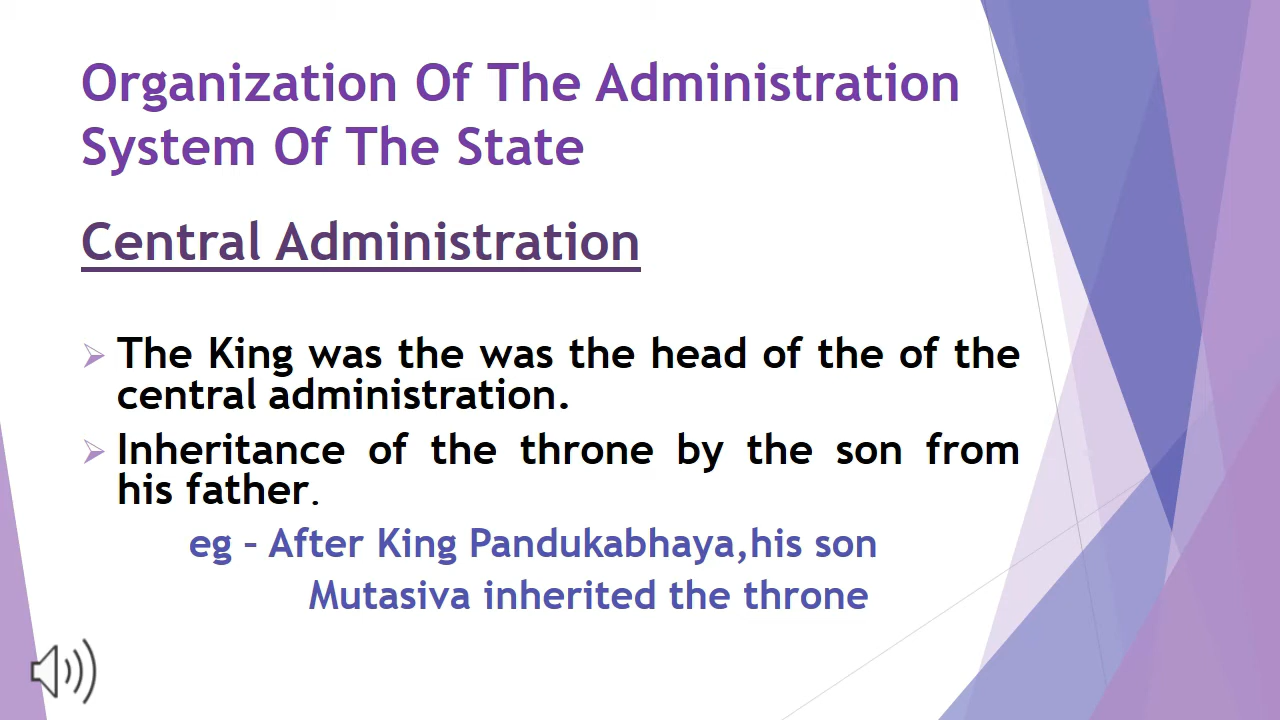 Organization Of The Administration
System Of The State
Central Administration
The King was the was the head of the of the
central administration.
Inheritance of the throne by the son from
his father.
eg – After King Pandukabhaya,his son
Mutasiva inherited the throne